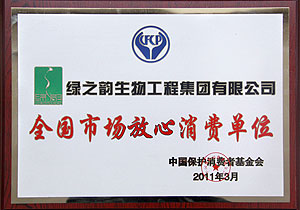 CFCP
绿之韵生物工程集团有限公司
全国市场放心消费单位
中国保护消费者基金会
2011年3月